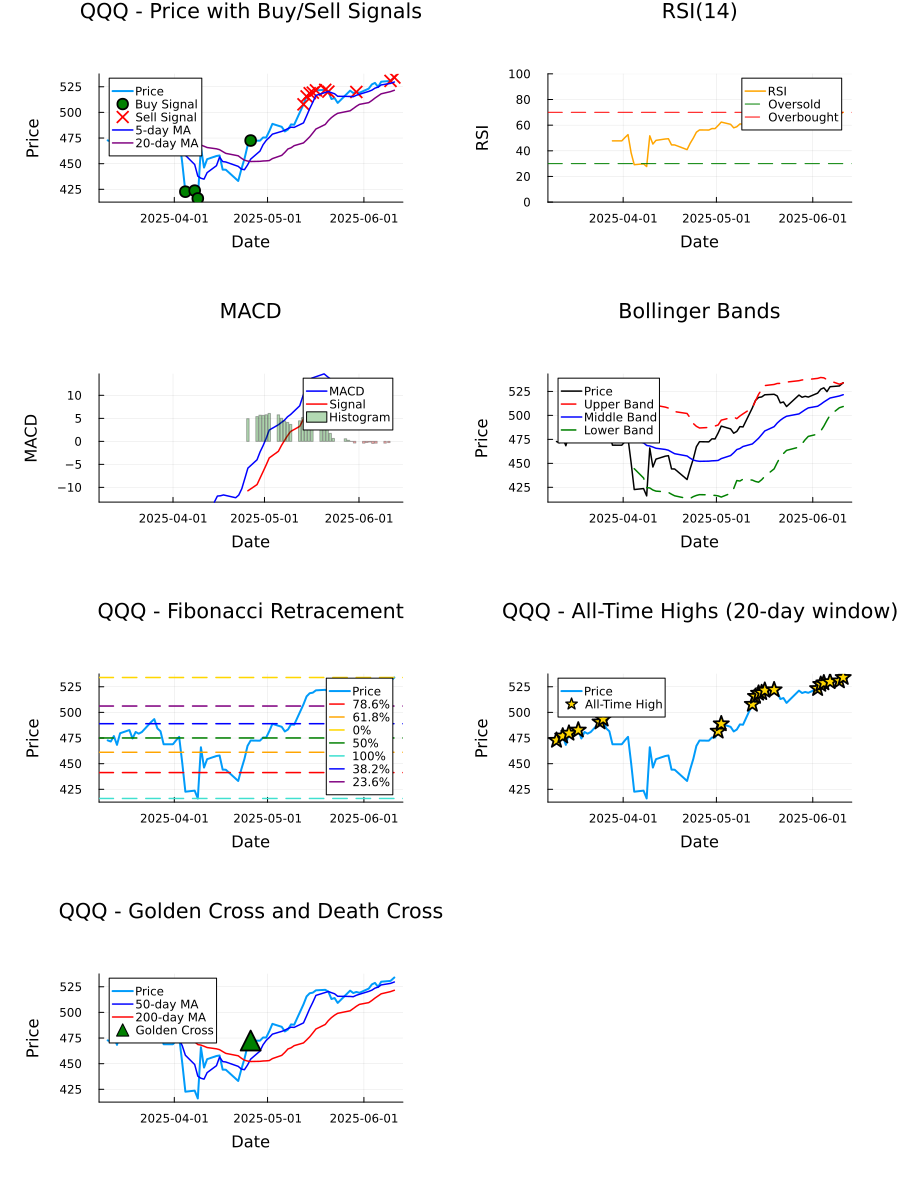 QQQ - Price with Buy/Sell Signals
Price
525
500
475
450
425
Price
Buy Signal
Sell Signal
5-day MA
20-day MA
2025-04-01
2025-05-01
2025-06-01
Date
RSI(14)
RSI
100
80
60
40
20
0
RSI
Oversold
Overbought
2025-04-01
2025-05-01
2025-06-01
Date
MACD
MACD
10
5
0
−5
−10
MACD
Signal
Histogram
2025-04-01
2025-05-01
2025-06-01
Date
Bollinger Bands
Price
525
500
475
450
425
Price
Upper Band
Middle Band
Lower Band
2025-04-01
2025-05-01
2025-06-01
Date
QQQ - Fibonacci Retracement
Price
525
500
475
450
425
Price
78.6%
61.8%
0%
50%
100%
38.2%
23.6%
2025-04-01
2025-05-01
2025-06-01
Date
QQQ - All-Time Highs (20-day window)
Price
525
500
475
450
425
Price
All-Time High
2025-04-01
2025-05-01
2025-06-01
Date
QQQ - Golden Cross and Death Cross
Price
525
500
475
450
425
Price
50-day MA
200-day MA
Golden Cross
2025-04-01
2025-05-01
2025-06-01
Date